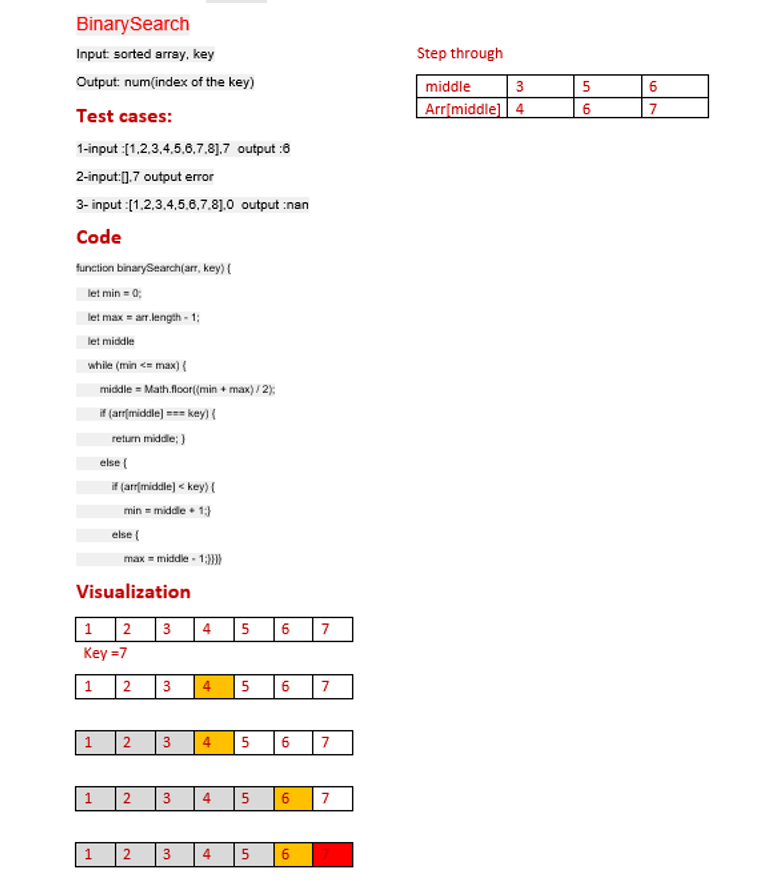 BinarySearch
Input: sorted array, key
Output: num(index of the key)
Test cases:
1-input :[1,2,3,4,5,6,7,8],7 output :6
2-input:[],7 output error
3- input :[1,2,3,4,5,6,7,8],0 output :nan
Code
function binarySearch(arr, key) {
let min = 0;
let max = arr.length - 1;
let middle
while (min <= max) {
middle = Math.floor((min + max) / 2);
if (arr[middle] === key) {
return middle; }
else {
if (arr[middle] < key) {
min = middle + 1;}
else {
max = middle - 1;}}}}
Visualization
1 2 3 4 5 6 7
Key =7
1 2 3 4 5 6 7
1 2 3 4 5 6 7
1 2 3 4 5 6 7
1 2 3 4 5 6 7
Step through
middle 3 5 6
Arr[middle] 4 6 7